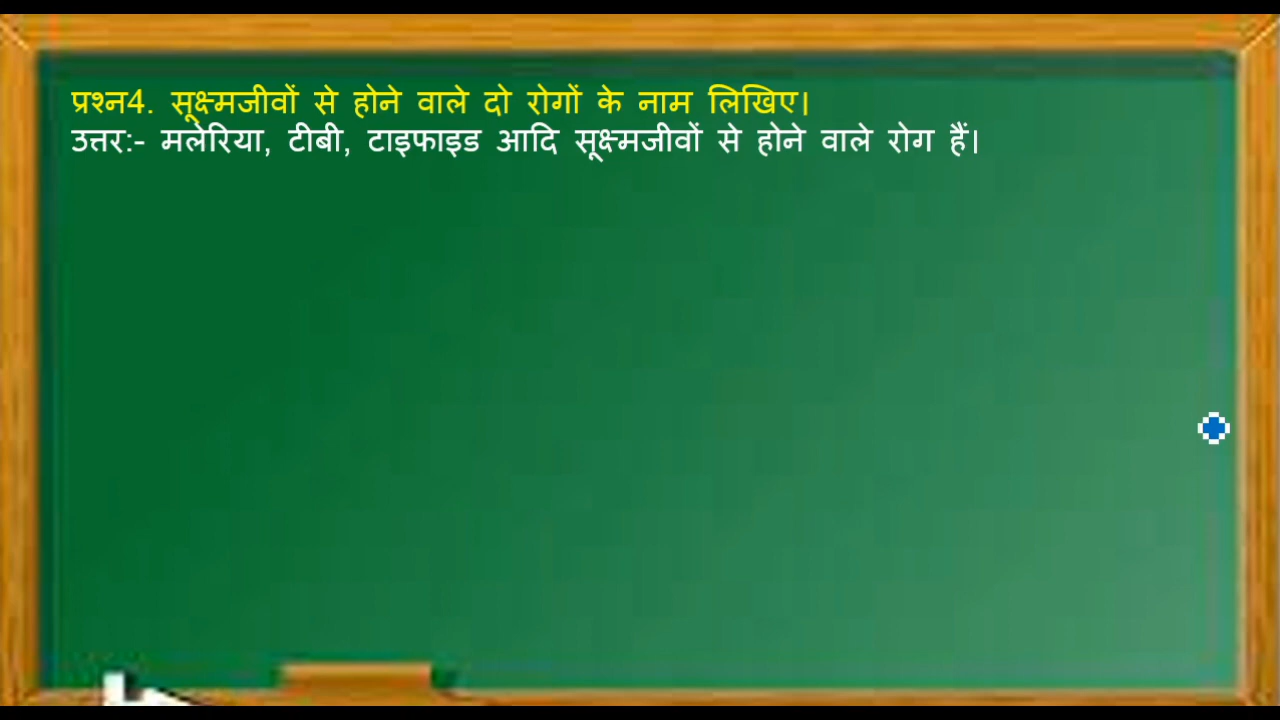 प्रश्न4. सूक्ष्मजीवों से होने वाले दो रोगों के नाम लिखिए।
उत्तर:- मलेरिया, टीबी, टाइफाइड आदि सूक्ष्मजीवों से होने वाले रोग हैं।